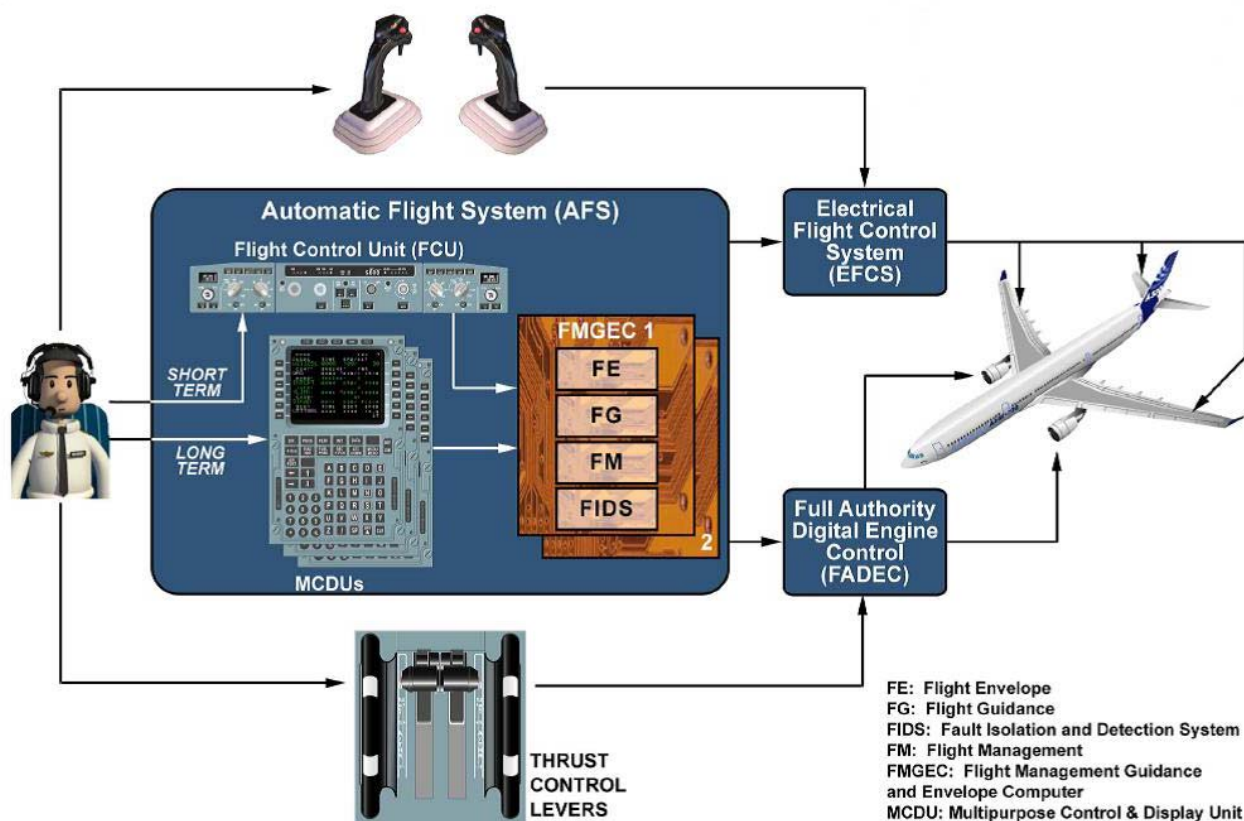 Automatic Flight System (AFS)
Flight Control Unit (FCU)
Electrical
Flight Control
System
(EFCS)
FMGEC 1
FE
FG
FM
FIDS
2
SHORT
TERM
LONG
TERM
MCDUs
Full Authority
Digital Engine
Control
(FADEC)
THRUST
CONTROL
LEVERS
FE: Flight Envelope
FG: Flight Guidance
FIDS: Fault Isolation and Detection System
FM: Flight Management
FMGEC: Flight Management Guidance
and Envelope Computer
MCDU: Multipurpose Control & Display Unit